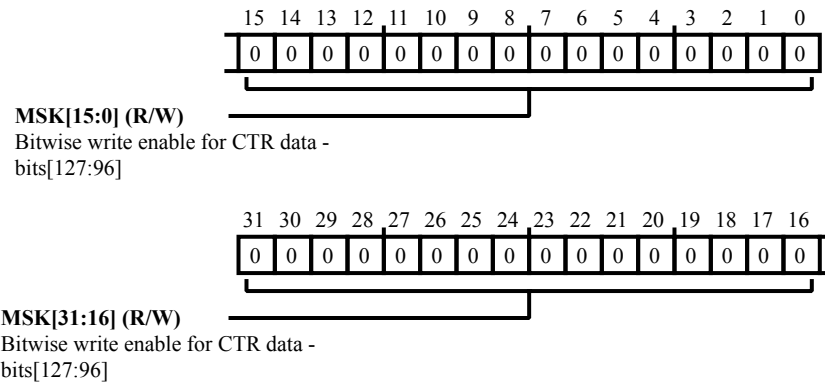 15 14 13 12 11 10 9 8 7 6 5 4 3 2 1 0
0 0 0 0 0 0 0 0 0 0 0 0 0 0 0 0
MSK[15:0] (R/W)
Bitwise write enable for CTR data -
bits[127:96]
31 30 29 28 27 26 25 24 23 22 21 20 19 18 17 16
0 0 0 0 0 0 0 0 0 0 0 0 0 0 0 0
MSK[31:16] (R/W)
Bitwise write enable for CTR data -
bits[127:96]